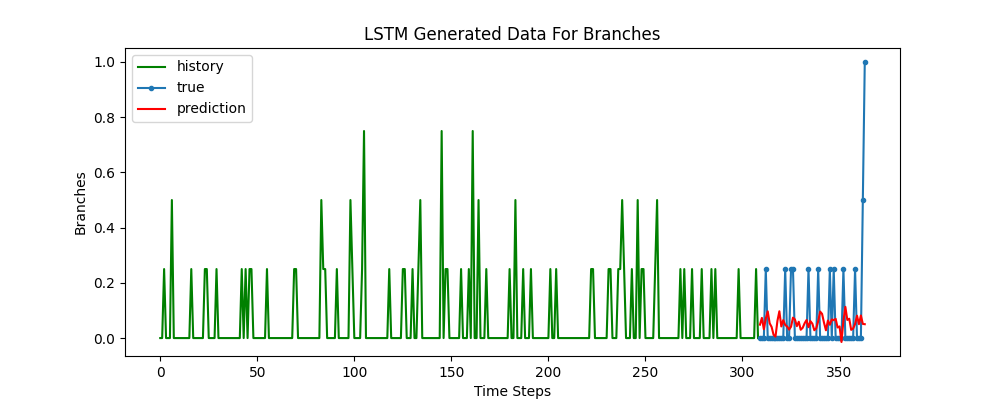 LSTM Generated Data For Branches
history
true
prediction
1.0
0.8
0.6
0.4
0.2
0.0
Branches
0
50
100
150
200
250
300
350
Time Steps